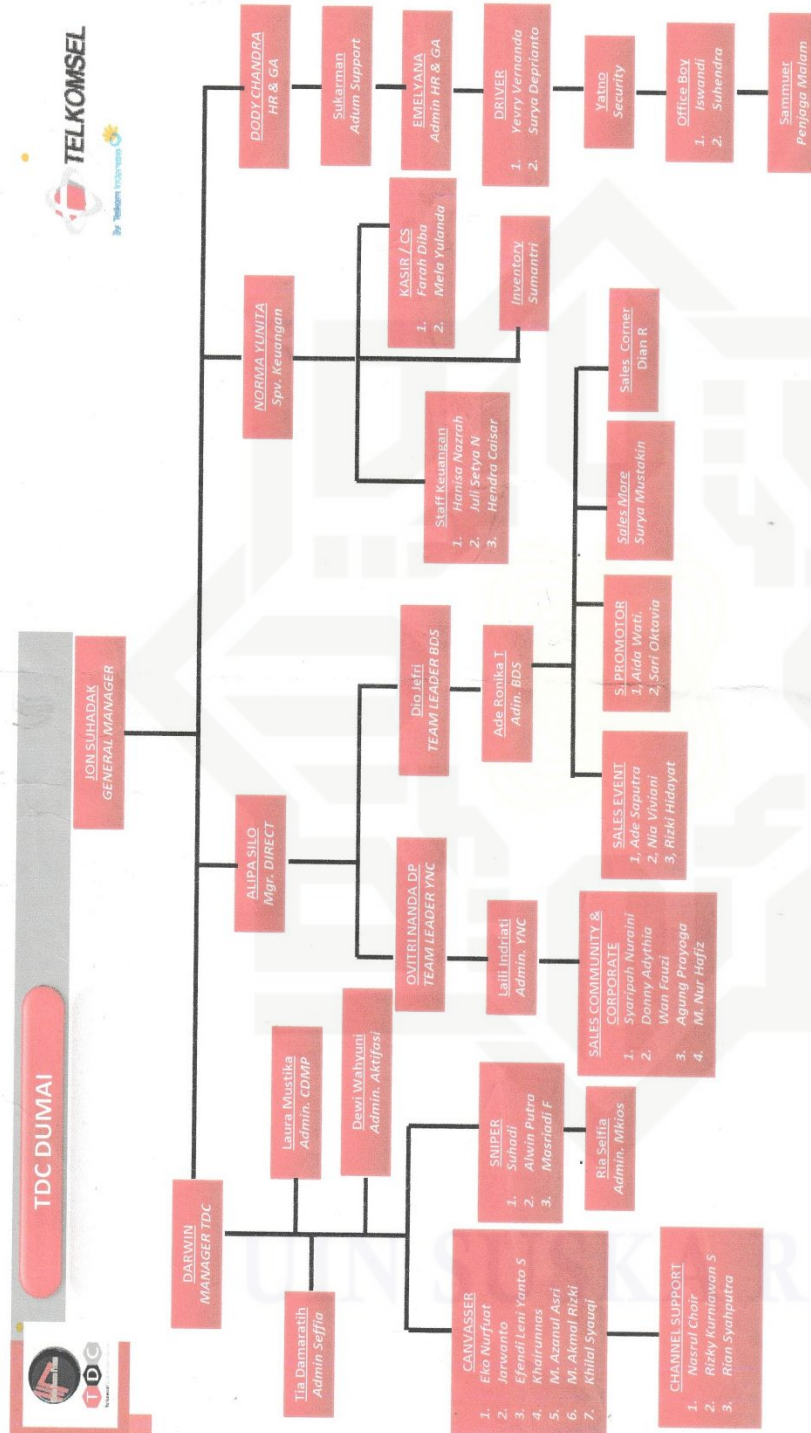 TDC DUMAI
TDC
TELKOMSEL
by Telkom Indonesia
JON SUHADAK
GENERAL MANAGER
DARWIN
MANAGER TDC
ALIPA SILO
Mgr. DIRECT
NORMA YUNITA
Spv. Keuangan
DODY CHANDRA
HR & GA
Laura Mustika
Admin. CDMP
Tia Damaratih
Admin Seffia
Dewi Wahyuni
Admin. Aktifasi
CANVASSER
1. Eko Nurfuat
2. Jarwanto
3. Efendi Leni Yanto S
4. Khairunnas
5. M. Azanul Asri
6. M. Akmal Rizki
7. Khilal Syauqi
CHANNEL SUPPORT
1. Nasrul Choir
2. Rizky Kurniawan S
3. Rian Syahputra
SNIPER
1. Suhadi
2. Alwin Putra
3. Masriadi F
Ria Selfia
Admin. Mkios
OVITRI NANDA DP
TEAM LEADER YNC
Laili Indriati
Admin. YNC
SALES COMMUNITY &
CORPORATE
1. Syaripah Nuraini
2. Donny Adythia
Wan Fauzi
3. Agung Prayoga
4. M. Nur Hafiz
Dio Jefri
TEAM LEADER BDS
Ade Ronika T
Adin. BDS
SALES EVENT
1, Ade Saputra
2, Nia Viviani
3, Rizki Hidayat
S. PROMOTOR
1, Aida Wati.
2, Sari Oktavia
Sales More
Surya Mustakin
Sales Corner
Dian R
Staff Keuangan
1. Hanisa Nazrah
2. Juli Setya N
3. Hendra Caisar
KASIR / CS
1. Farah Diba
2. Mela Yulanda
Inventory
Sumantri
Sukarman
Adum Support
EMELYANA
Admin HR & GA
DRIVER
1. Yevry Vernanda
2. Surya Deprianto
Yatno
Security
Office Boy
1. Iswandi
2. Suhendra
Sammuer
Penjaga Malam
UIN SUSKA R